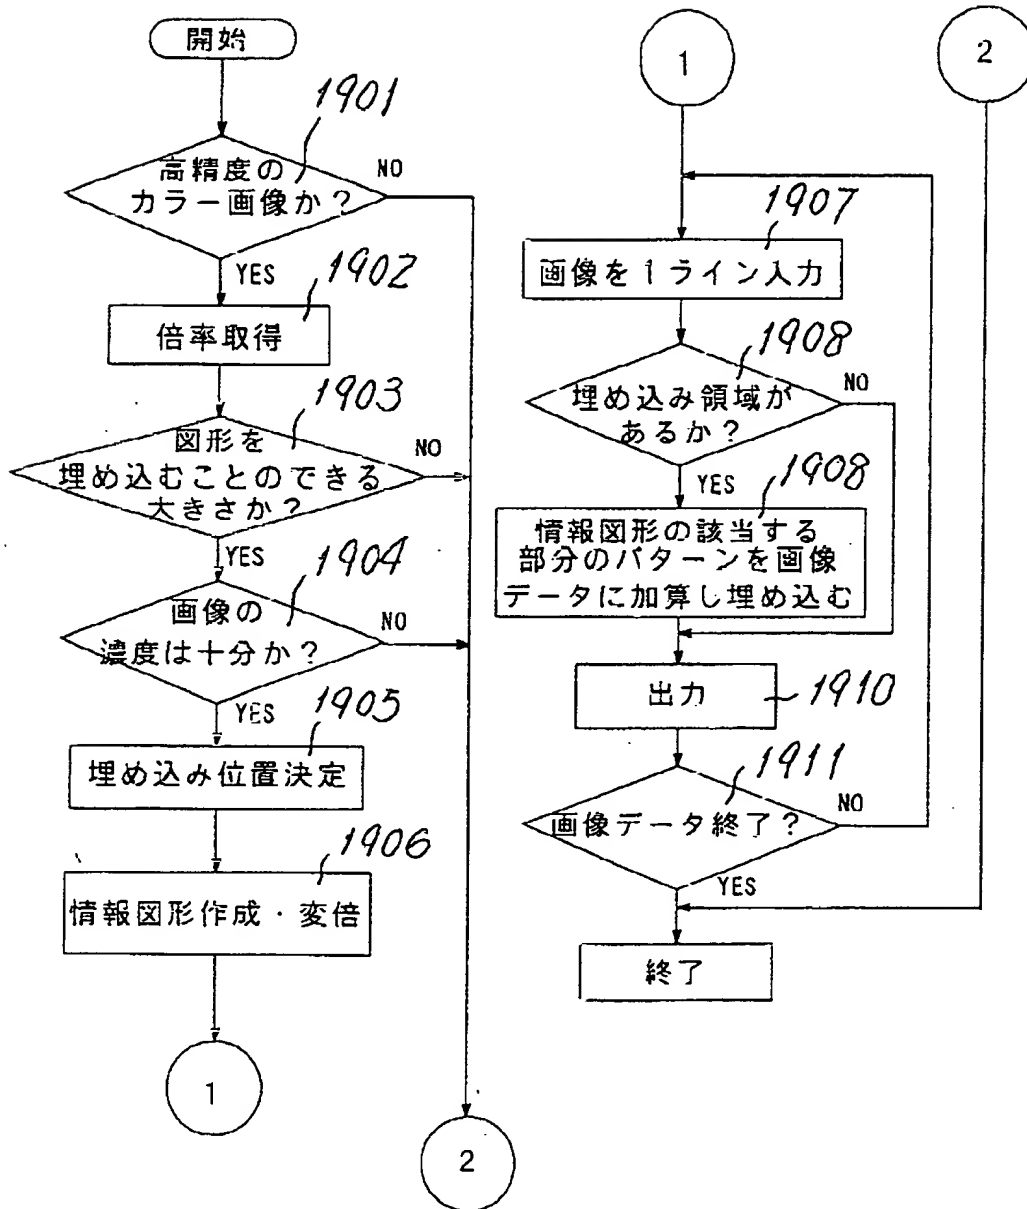 開始
1901
高精度の
カラー画像か?
NO
YES
1902
倍率取得
1903
図形を
埋め込むことのできる
大きさか?
NO
YES
1904
画像の
濃度は十分か?
NO
YES
1905
埋め込み位置決定
1906
情報図形作成・変倍
1
2
1
2
1907
画像を1ライン入力
1908
埋め込み領域が
あるか?
NO
YES
1908
情報図形の該当する
部分のパターンを画像
データに加算し埋め込む
出力
1910
1911
画像データ終了?
NO
YES
終了